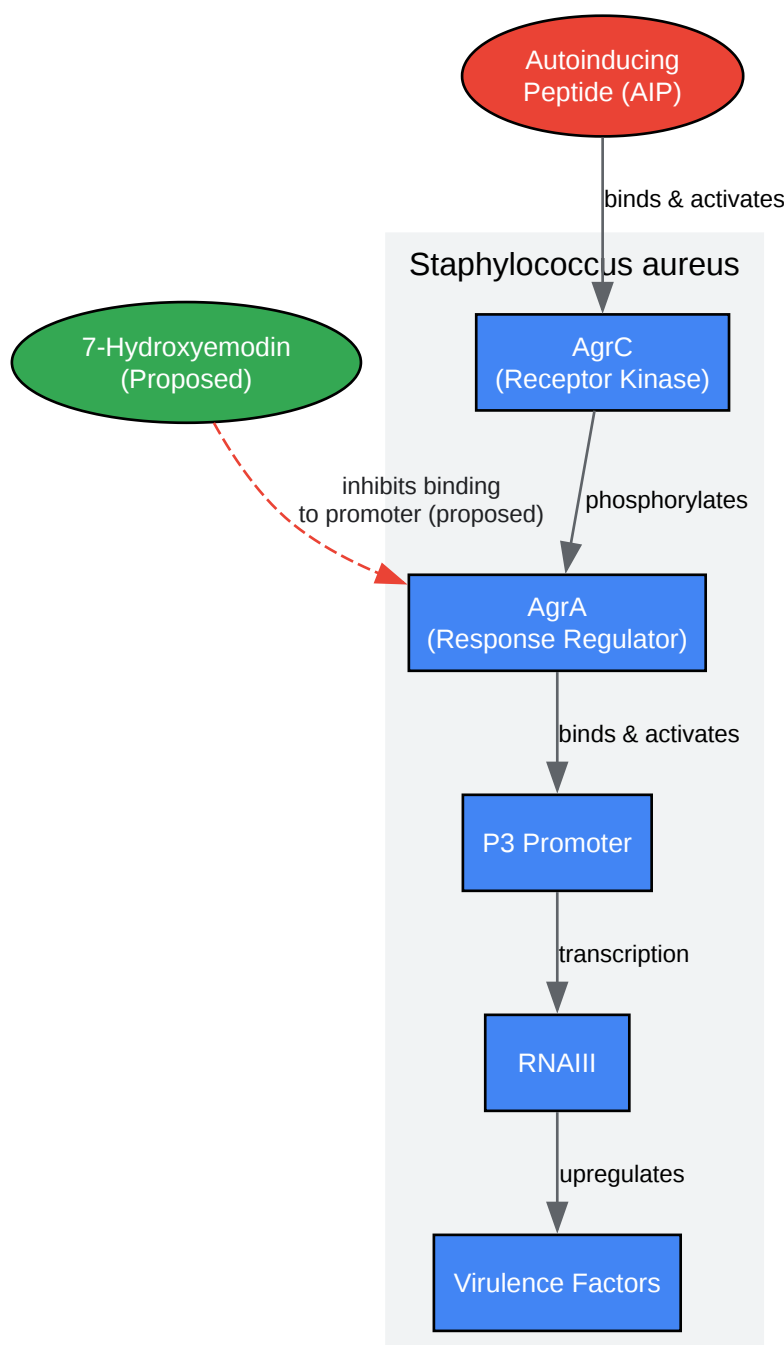 Autoinducing
Peptide (AIP)
binds & activates
Staphylococcus aureus
7-Hydroxyemodin
(Proposed)
AgrC
(Receptor Kinase)
inhibits binding
to promoter (proposed)
phosphorylates
AgrA
(Response Regulator)
binds & activates
P3 Promoter
transcription
RNAIII
upregulates
Virulence Factors